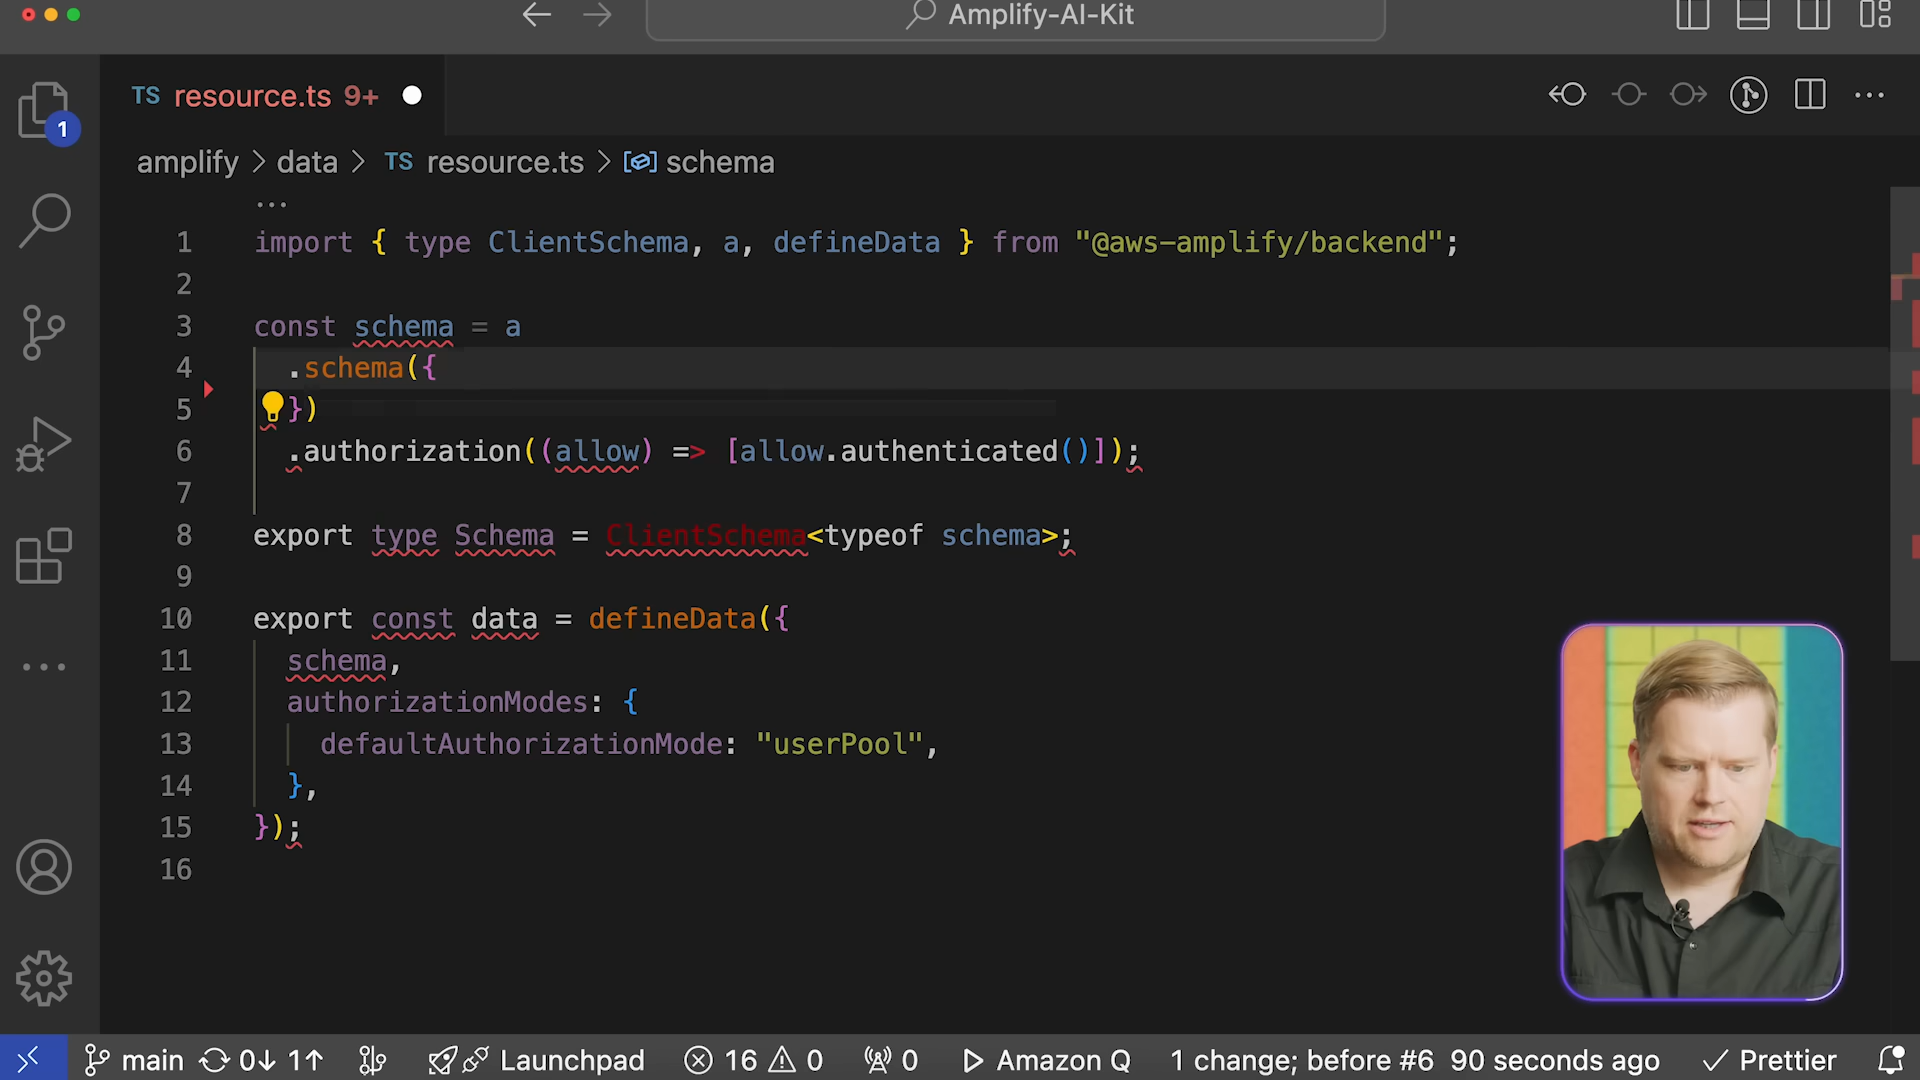 Amplify-AI-Kit
TS resource.ts 9+
1
amplify > data > TS resource.ts > schema
...
1 import { type ClientSchema, a, defineData } from "@aws-amplify/backend";
2
3 const schema = a
4 .schema({
5 })
6 .authorization((allow) => [allow.authenticated()]);
7
8 export type Schema = ClientSchema<typeof schema>;
9
10 export const data = defineData({
11 schema,
12 authorizationModes: {
13 defaultAuthorizationMode: "userPool",
14 },
15 });
16
main 0↓ 1↑ Launchpad 16 0 0 Amazon Q 1 change; before #6 90 seconds ago Prettier